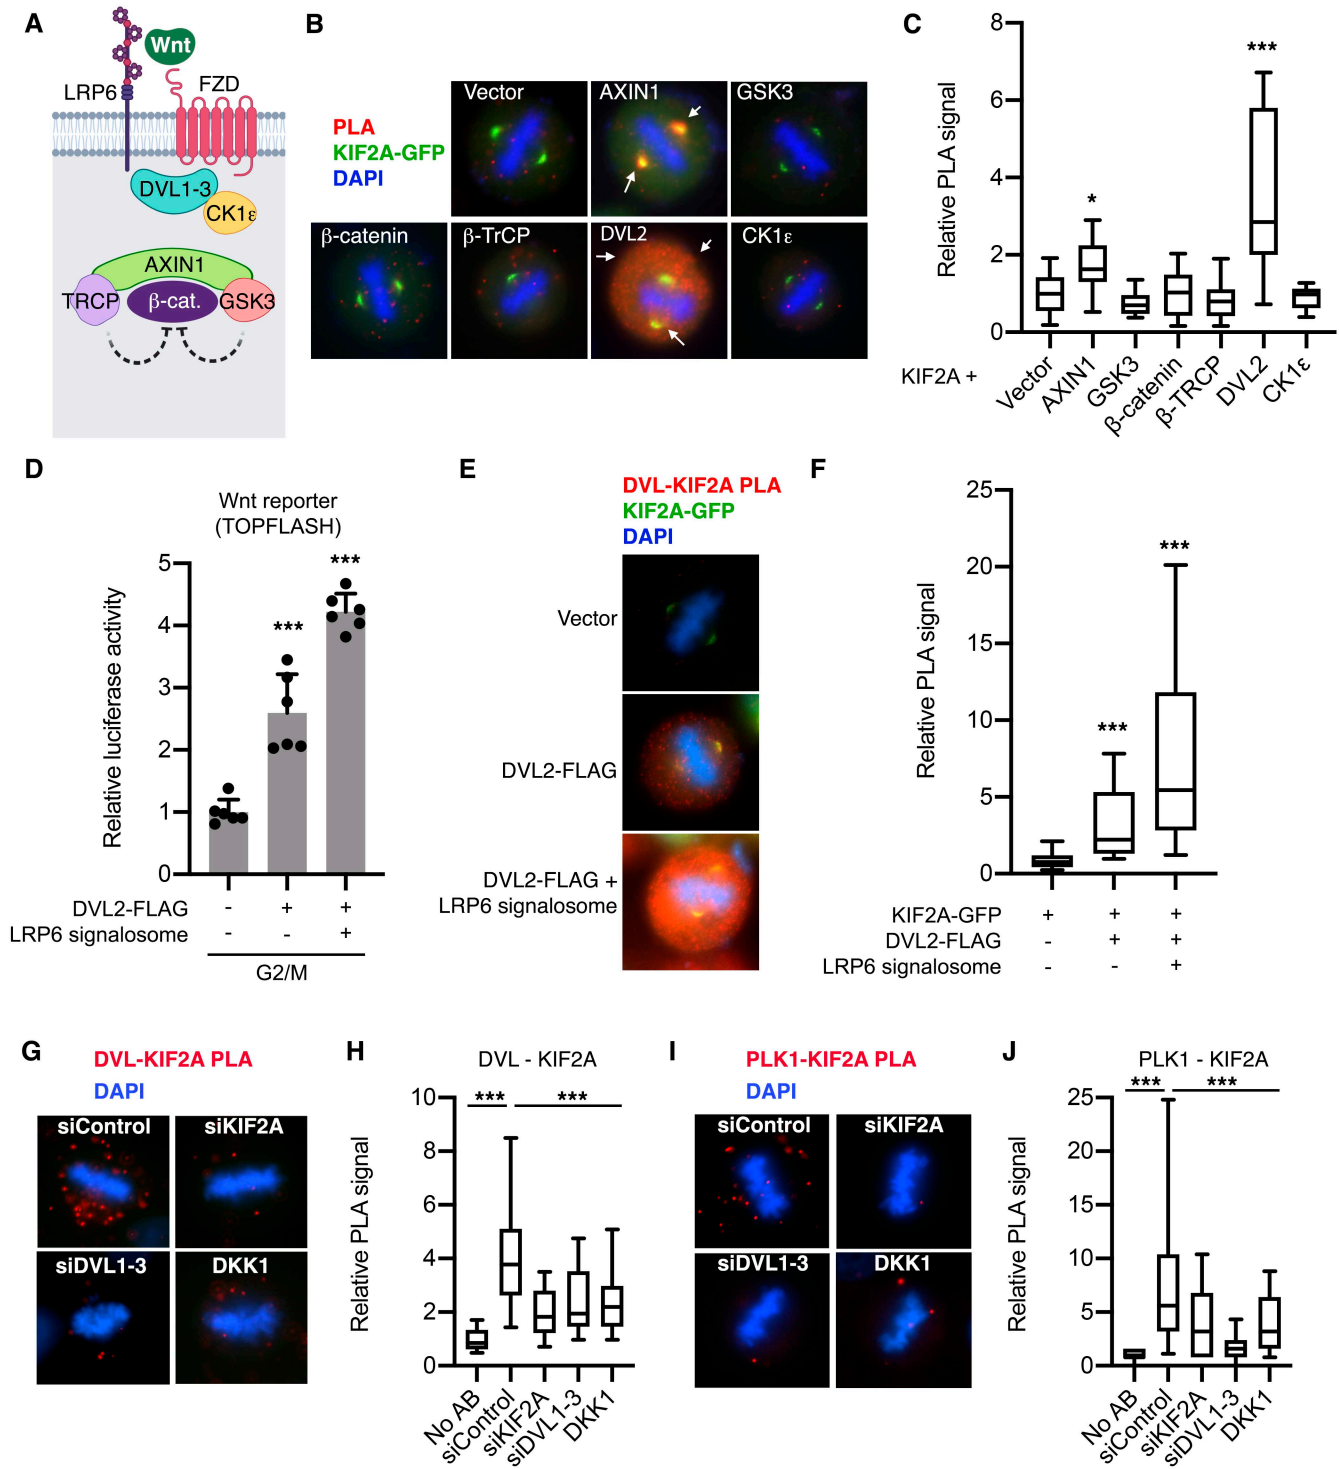 A
Wnt
LRP6
FZD
DVL1-3
CK1ε
AXIN1
TRCP
β-cat.
GSK3
B
PLA
KIF2A-GFP
DAPI
Vector
AXIN1
GSK3
β-catenin
β-TrCP
DVL2
CK1ε
C
Relative PLA signal
8
6
4
2
0
*
***
KIF2A +
Vector
AXIN1
GSK3
β-catenin
β-TRCP
DVL2
CK1ε
D
Wnt reporter
(TOPFLASH)
Relative luciferase activity
5
4
3
2
1
0
***
***
DVL2-FLAG - + +
LRP6 signalosome - - +
G2/M
E
DVL-KIF2A PLA
KIF2A-GFP
DAPI
Vector
DVL2-FLAG
DVL2-FLAG +
LRP6 signalosome
F
Relative PLA signal
25
20
15
10
5
0
***
***
KIF2A-GFP + + +
DVL2-FLAG - + +
LRP6 signalosome - - +
G
DVL-KIF2A PLA
DAPI
siControl
siKIF2A
siDVL1-3
DKK1
H
DVL - KIF2A
Relative PLA signal
10
8
6
4
2
0
***
***
No AB
siControl
siKIF2A
siDVL1-3
DKK1
I
PLK1-KIF2A PLA
DAPI
siControl
siKIF2A
siDVL1-3
DKK1
J
PLK1 - KIF2A
Relative PLA signal
25
20
15
10
5
0
***
***
No AB
siControl
siKIF2A
siDVL1-3
DKK1